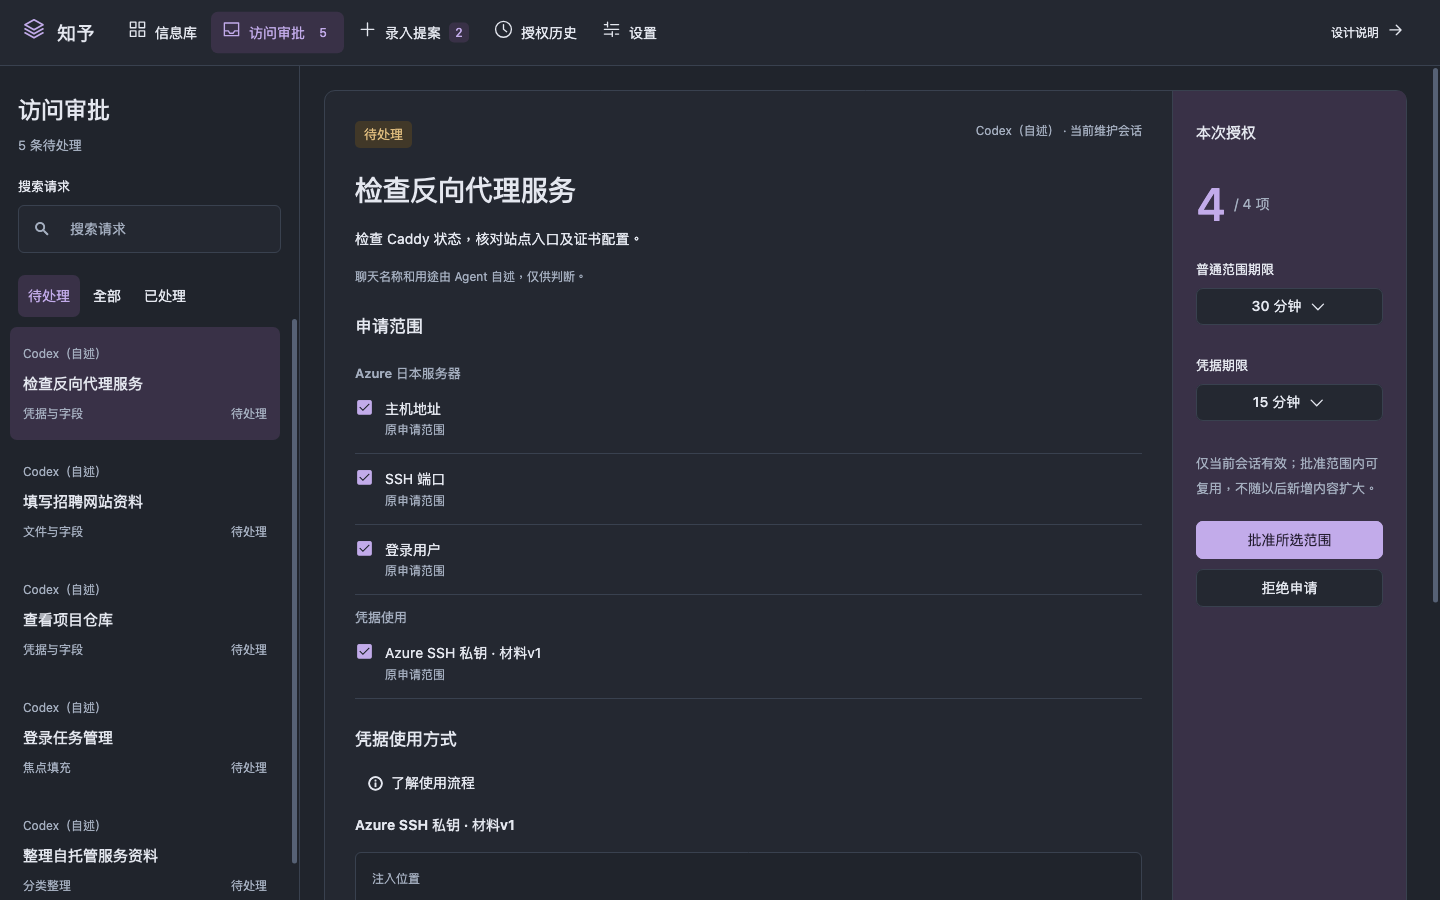 知予
信息库
访问审批 5
录入提案 2
授权历史
设置
设计说明
访问审批
5 条待处理
搜索请求
搜索请求
待处理 全部 已处理
Codex（自述）
检查反向代理服务
凭据与字段 待处理
Codex（自述）
填写招聘网站资料
文件与字段 待处理
Codex（自述）
查看项目仓库
凭据与字段 待处理
Codex（自述）
登录任务管理
焦点填充 待处理
Codex（自述）
整理自托管服务资料
分类整理 待处理
待处理
Codex（自述） · 当前维护会话
检查反向代理服务
检查 Caddy 状态，核对站点入口及证书配置。
聊天名称和用途由 Agent 自述，仅供判断。
申请范围
Azure 日本服务器
主机地址
原申请范围
SSH 端口
原申请范围
登录用户
原申请范围
凭据使用
Azure SSH 私钥 · 材料v1
原申请范围
凭据使用方式
了解使用流程
Azure SSH 私钥 · 材料v1
注入位置
本次授权
4 / 4 项
普通范围期限
30 分钟
凭据期限
15 分钟
仅当前会话有效；批准范围内可
复用，不随以后新增内容扩大。
批准所选范围
拒绝申请